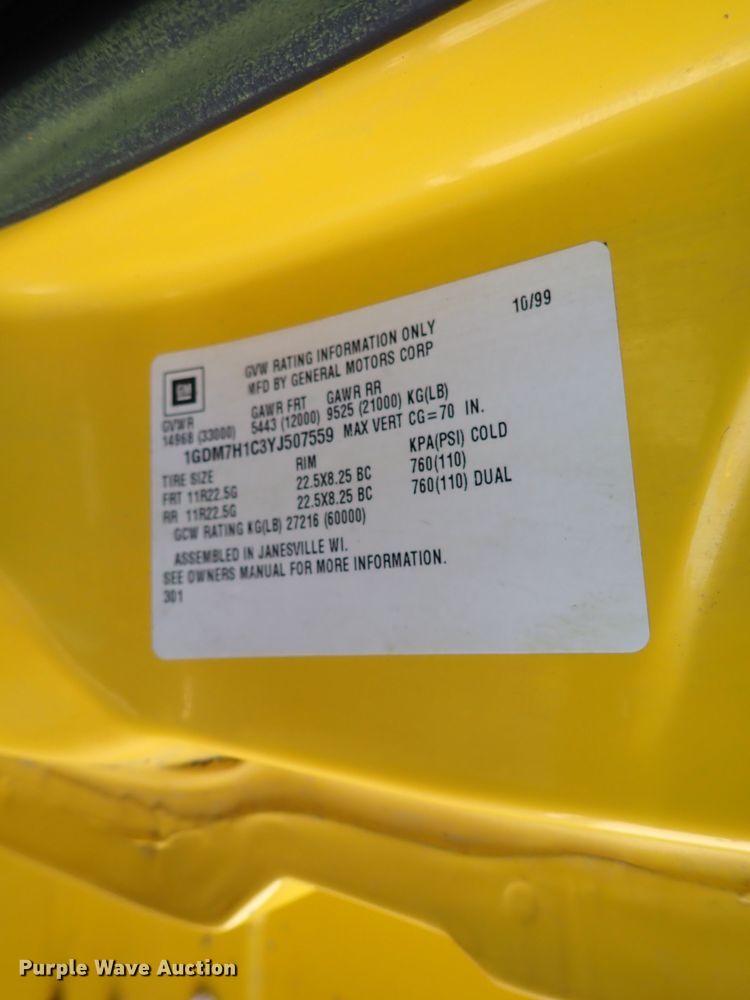 10/99
GM
GVW RATING INFORMATION ONLY
MFD BY GENERAL MOTORS CORP
GVWR GAWR FRT GAWR RR
14968 (33000) 5443 (12000) 9525 (21000) KG(LB)
1GDM7H1C3YJ507559 MAX VERT CG=70 IN.
TIRE SIZE RIM KPA(PSI) COLD
FRT 11R22.5G 22.5X8.25 BC 760(110)
RR 11R22.5G 22.5X8.25 BC 760(110) DUAL
GCW RATING KG(LB) 27216 (60000)
ASSEMBLED IN JANESVILLE WI.
SEE OWNERS MANUAL FOR MORE INFORMATION.
301
Purple Wave Auction